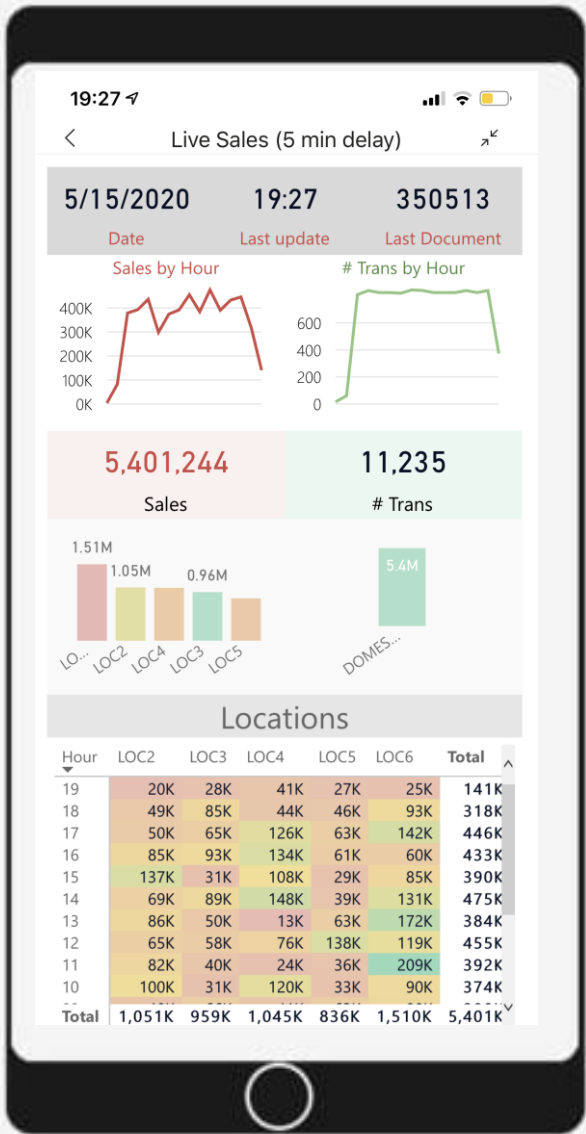 19:27
Live Sales (5 min delay)
5/15/2020 19:27 350513
Date Last update Last Document
Sales by Hour
400K
300K
200K
100K
0K
# Trans by Hour
600
400
200
0
5,401,244
Sales
11,235
# Trans
1.51M
1.05M
0.96M
LO... LOC2 LOC4 LOC3 LOC5
5.4M
DOMES...
Locations
Hour LOC2 LOC3 LOC4 LOC5 LOC6 Total
19 20K 28K 41K 27K 25K 141K
18 49K 85K 44K 46K 93K 318K
17 50K 65K 126K 63K 142K 446K
16 85K 93K 134K 61K 60K 433K
15 137K 31K 108K 29K 85K 390K
14 69K 89K 148K 39K 131K 475K
13 86K 50K 13K 63K 172K 384K
12 65K 58K 76K 138K 119K 455K
11 82K 40K 24K 36K 209K 392K
10 100K 31K 120K 33K 90K 374K
Total 1,051K 959K 1,045K 836K 1,510K 5,401K